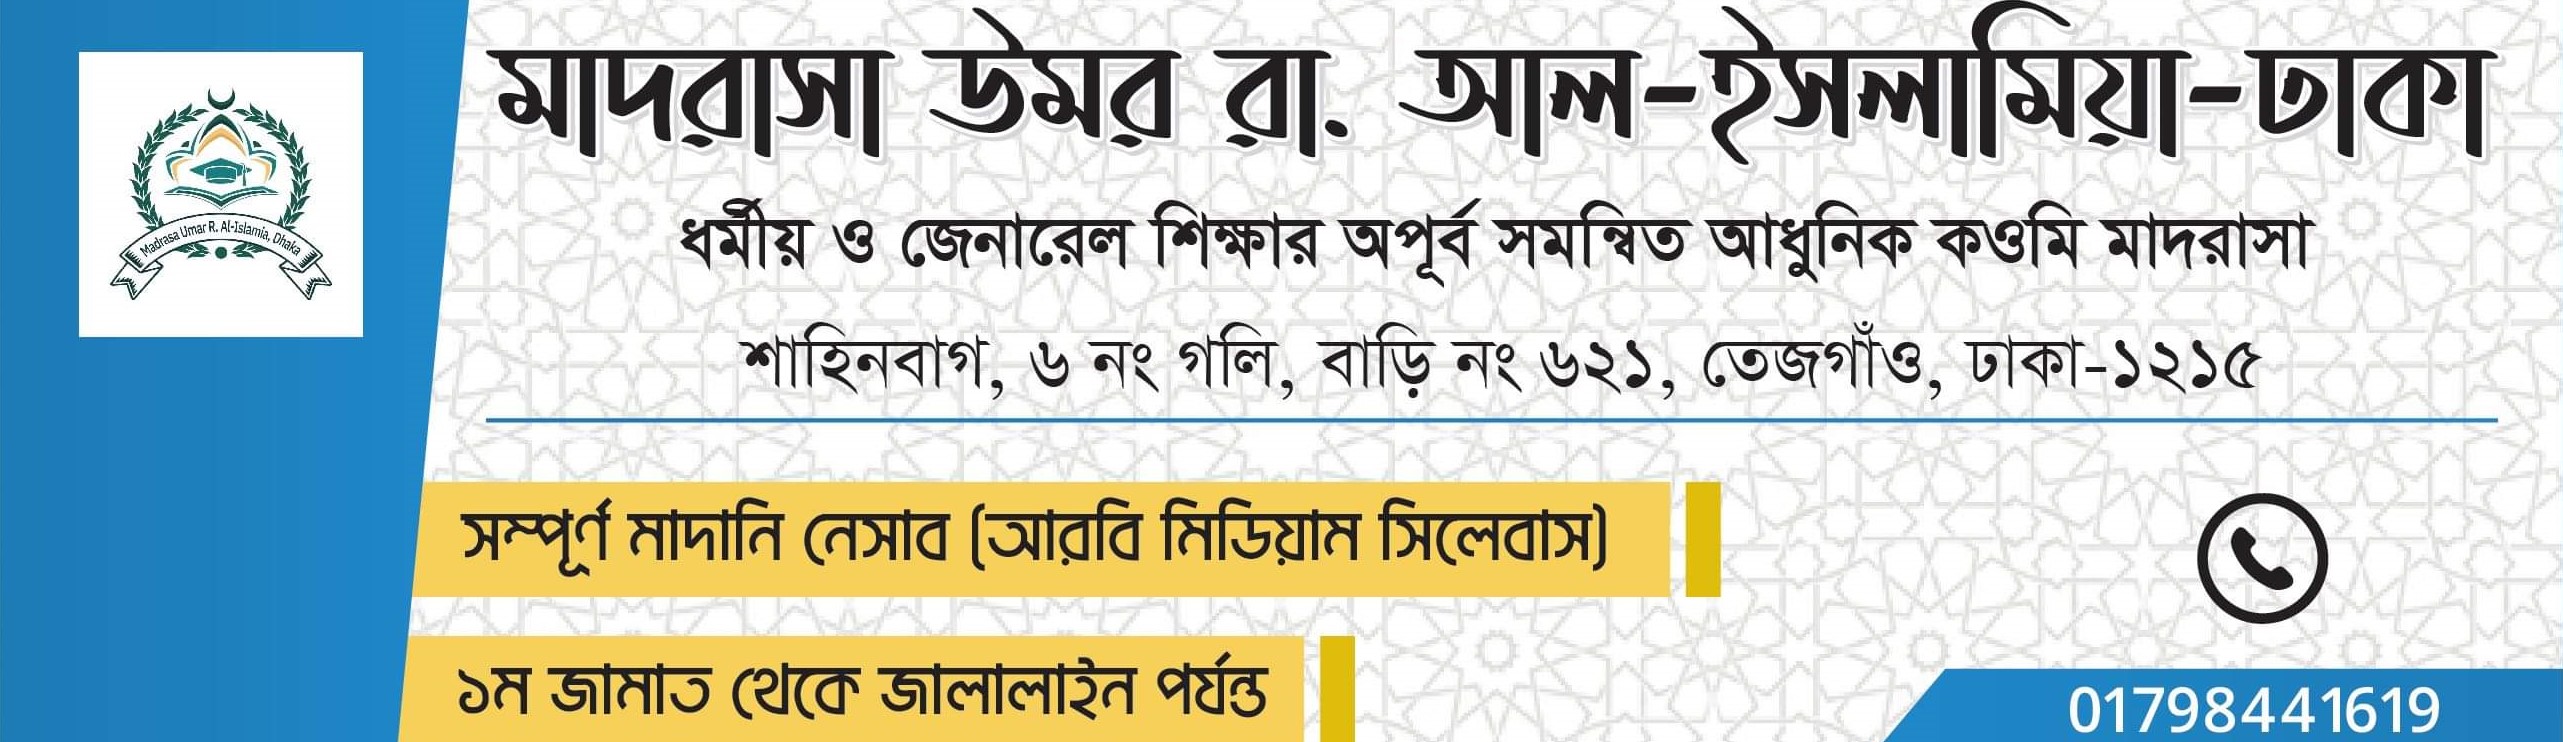 মাদরাসা উমর রা. আল-ইসলামিয়া-ঢাকা
Madrasa Umar R. Al-Islamia, Dhaka
ধর্মীয় ও জেনারেল শিক্ষার অপূর্ব সমন্বিত আধুনিক কওমি মাদরাসা
শাহিনবাগ, ৬ নং গলি, বাড়ি নং ৬২১, তেজগাঁও, ঢাকা-১২১৫
সম্পূর্ণ মাদানি নেসাব (আরবি মিডিয়াম সিলেবাস)
১ম জামাত থেকে জালালাইন পর্যন্ত
01798441619